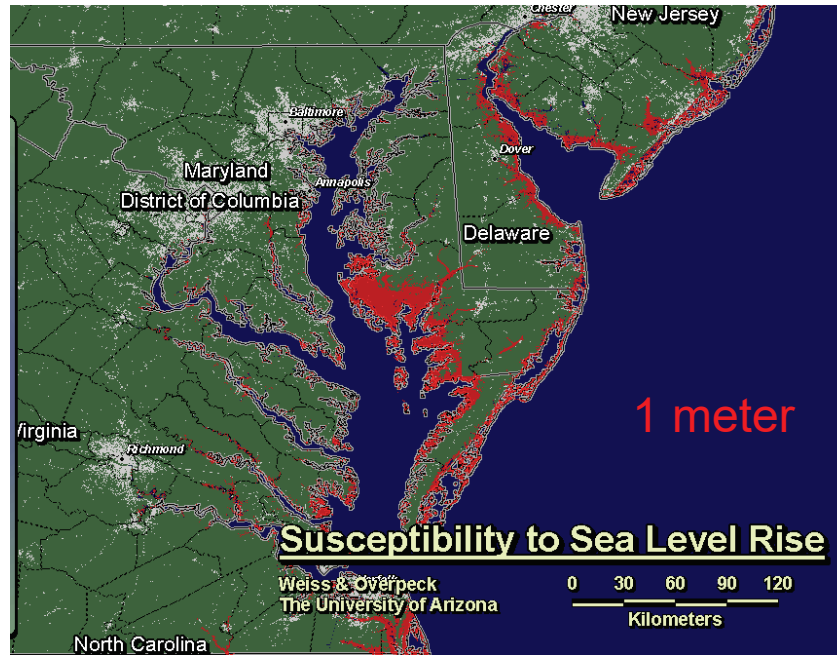 Chester
New Jersey
Baltimore
Maryland
Annapolis
District of Columbia
Dover
Delaware
1 meter
Virginia
Richmond
Susceptibility to Sea Level Rise
Weiss & Overpeck
The University of Arizona
0 30 60 90 120
Kilometers
North Carolina